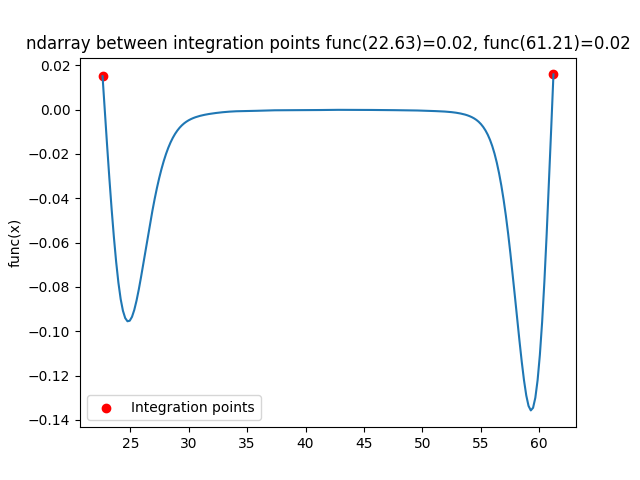 ndarray between integration points func(22.63)=0.02, func(61.21)=0.02
0.02
0.00
−0.02
−0.04
−0.06
−0.08
−0.10
−0.12
−0.14
func(x)
Integration points
25 30 35 40 45 50 55 60